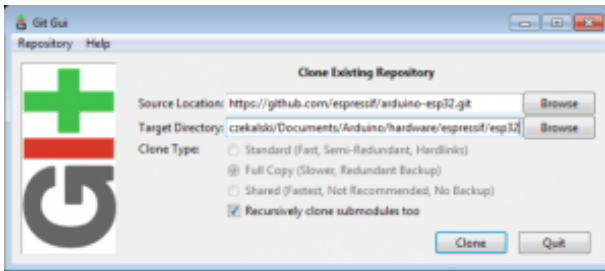 Git Gui
Repository Help
Clone Existing Repository
Source Location: https://github.com/espressif/arduino-esp32.git Browse
Target Directory: czekalski/Documents/Arduino/hardware/espressif/esp32 Browse
Clone Type: Standard (Fast, Semi-Redundant, Hardlinks)
Full Copy (Slower, Redundant Backup)
Shared (Fastest, Not Recommended, No Backup)
Recursively clone submodules too
Clone Quit